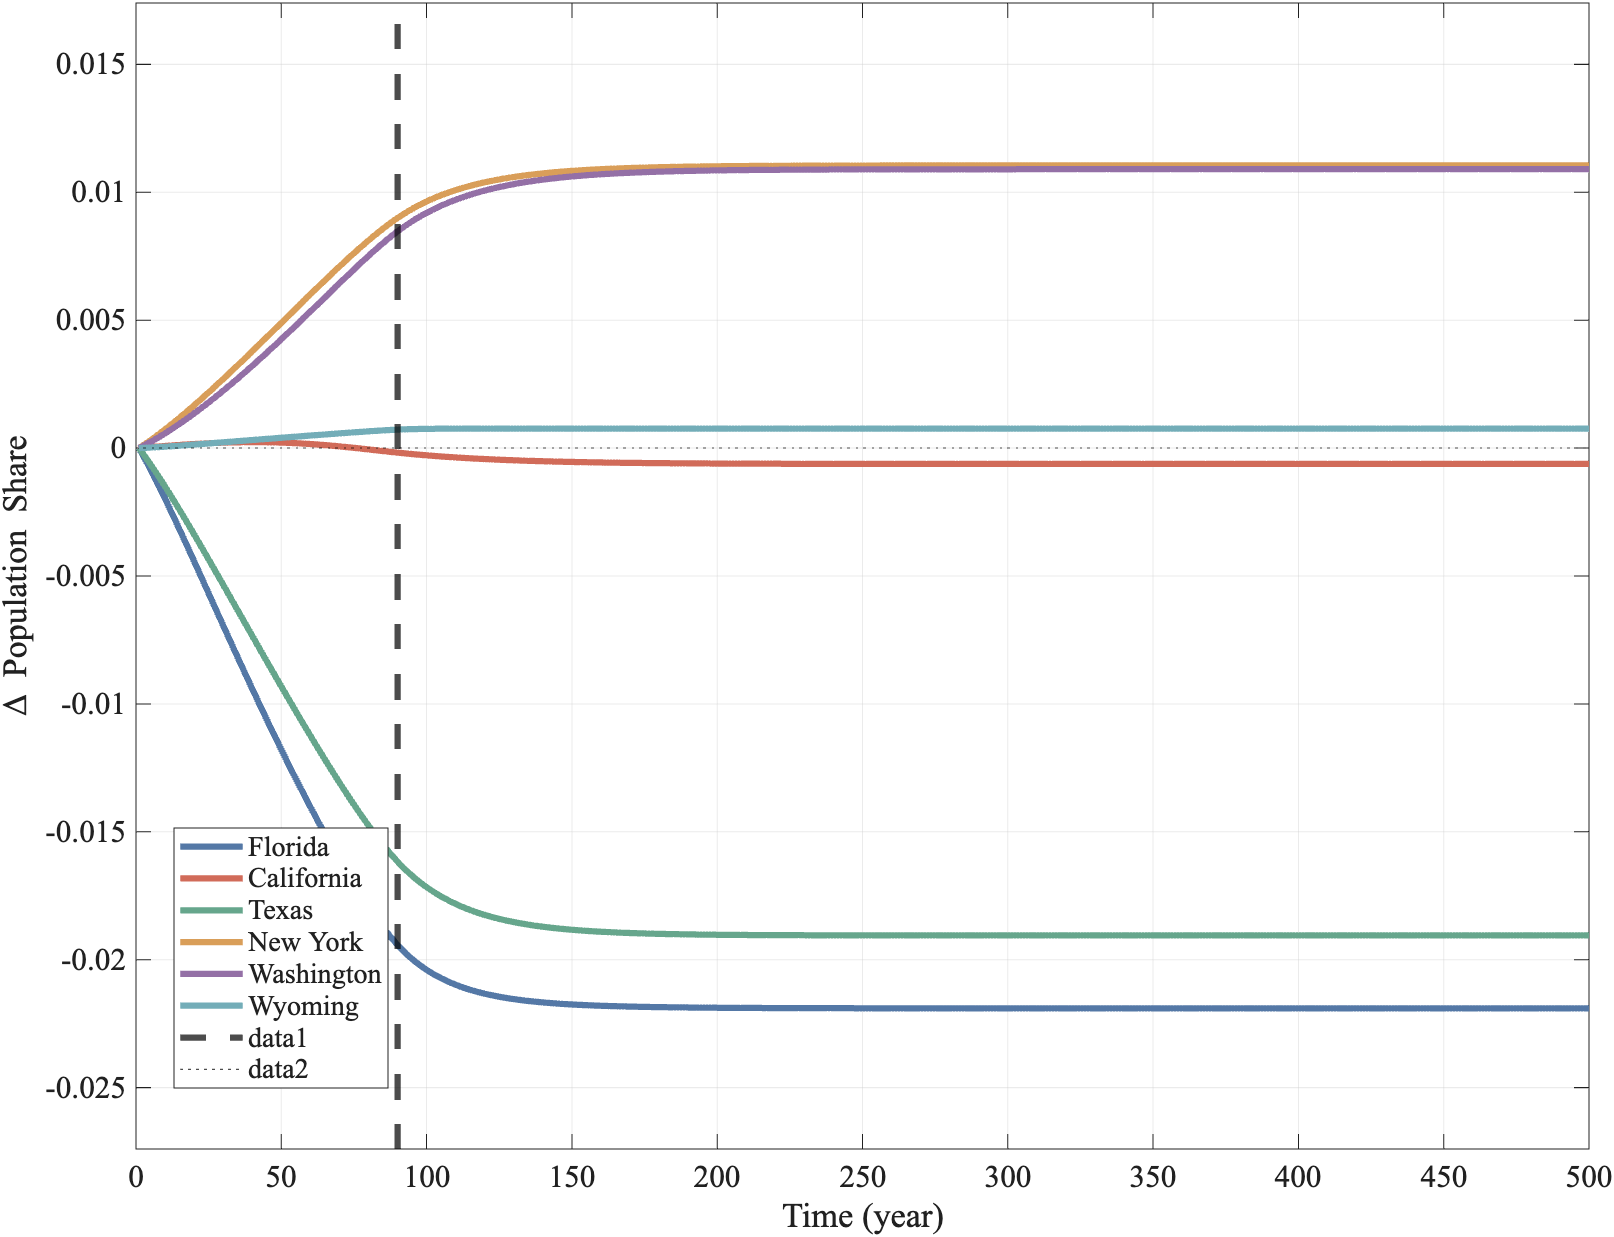 0.015
0.01
0.005
0
-0.005
-0.01
-0.015
-0.02
-0.025
Δ Population Share
Florida
California
Texas
New York
Washington
Wyoming
data1
data2
0 50 100 150 200 250 300 350 400 450 500
Time (year)